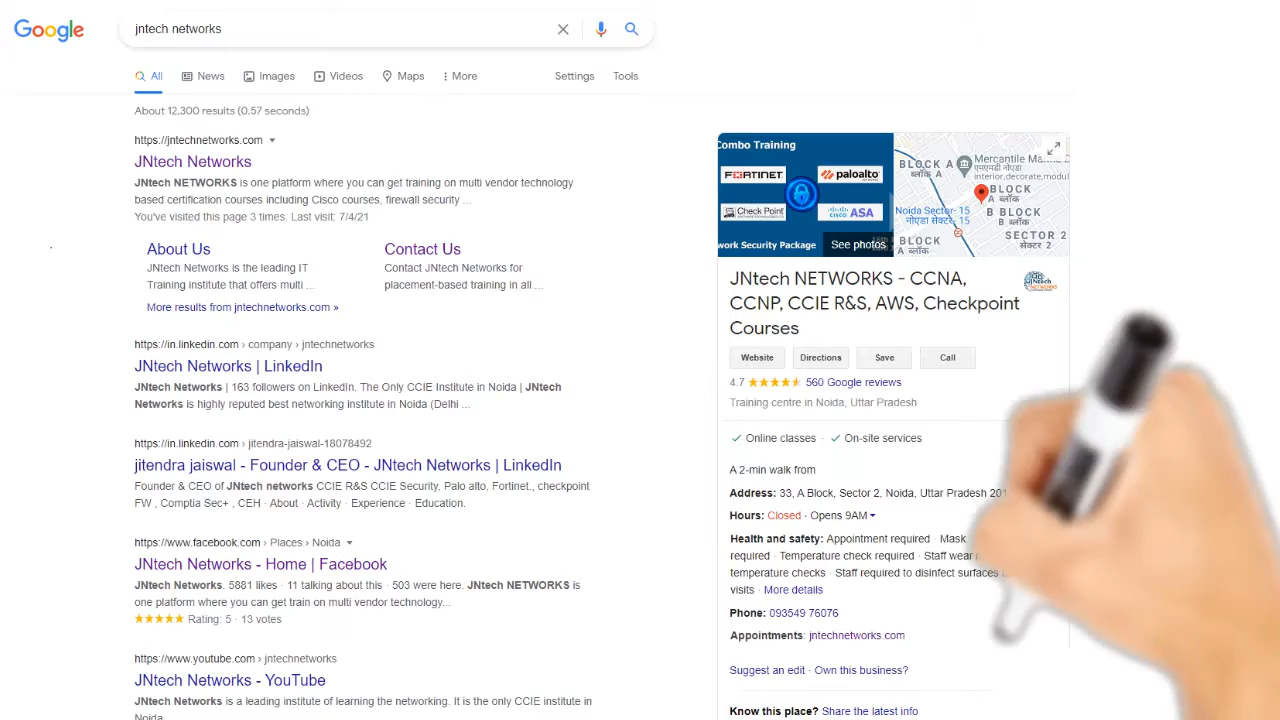 Google
jntech networks
All News Images Videos Maps More Settings Tools
About 12,300 results (0.57 seconds)
https://jntechnetworks.com
JNtech Networks
JNtech NETWORKS is one platform where you can get training on multi vendor technology
based certification courses including Cisco courses, firewall security ...
You've visited this page 3 times. Last visit: 7/4/21
About Us
JNtech Networks is the leading IT
Training institute that offers multi ...
Contact Us
Contact JNtech Networks for
placement-based training in all ...
More results from jntechnetworks.com »
https://in.linkedin.com › company › jntechnetworks
JNtech Networks | LinkedIn
JNtech Networks | 163 followers on LinkedIn. The Only CCIE Institute in Noida | JNtech
Networks is highly reputed best networking institute in Noida (Delhi ...
https://in.linkedin.com › jitendra-jaiswal-18078492
jitendra jaiswal - Founder & CEO - JNtech Networks | LinkedIn
Founder & CEO of JNtech networks CCIE R&S CCIE Security, Palo alto, Fortinet., checkpoint
FW , Comptia Sec+ , CEH · About · Activity · Experience · Education.
https://www.facebook.com › Places › Noida
JNtech Networks - Home | Facebook
JNtech Networks. 5881 likes · 11 talking about this · 503 were here. JNtech NETWORKS is
one platform where you can get train on multi vendor technology...
Rating: 5 · 13 votes
https://www.youtube.com › jntechnetworks
JNtech Networks - YouTube
JNtech Networks is a leading institute of learning the networking. It is the only CCIE institute in
Noida
Combo Training
FORTINET paloalto
Check Point CISCO ASA
work Security Package
See photos
BLOCK A
ब्लॉक A
Mercantile
एमएमडी नोएडा
interior,decorate,modul
BLOCK
A ब्लॉक
B BLOCK
B ब्लॉक
Noida Sector- 15
नोएडा सेक्टर- 15
SECTOR 2
सेक्टर 2
BLOCK A
ब्लॉक A
JNtech NETWORKS - CCNA,
CCNP, CCIE R&S, AWS, Checkpoint
Courses
Website Directions Save Call
4.7 560 Google reviews
Training centre in Noida, Uttar Pradesh
Online classes · On-site services
A 2-min walk from
Address: 33, A Block, Sector 2, Noida, Uttar Pradesh
Hours: Closed · Opens 9AM
Health and safety: Appointment required · Mask
required · Temperature check required · Staff
temperature checks · Staff required to disinfect surfaces
visits · More details
Phone: 093549 76076
Appointments: jntechnetworks.com
Suggest an edit · Own this business?
Know this place? Share the latest info